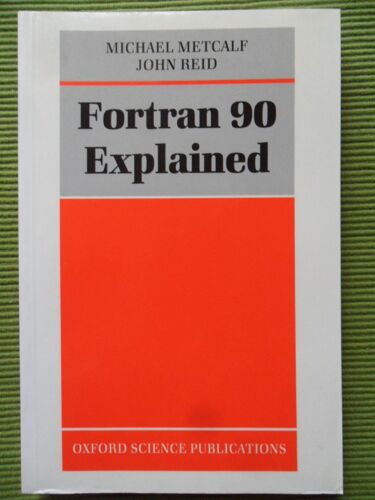 MICHAEL METCALF
JOHN REID
Fortran 90
Explained
OXFORD SCIENCE PUBLICATIONS